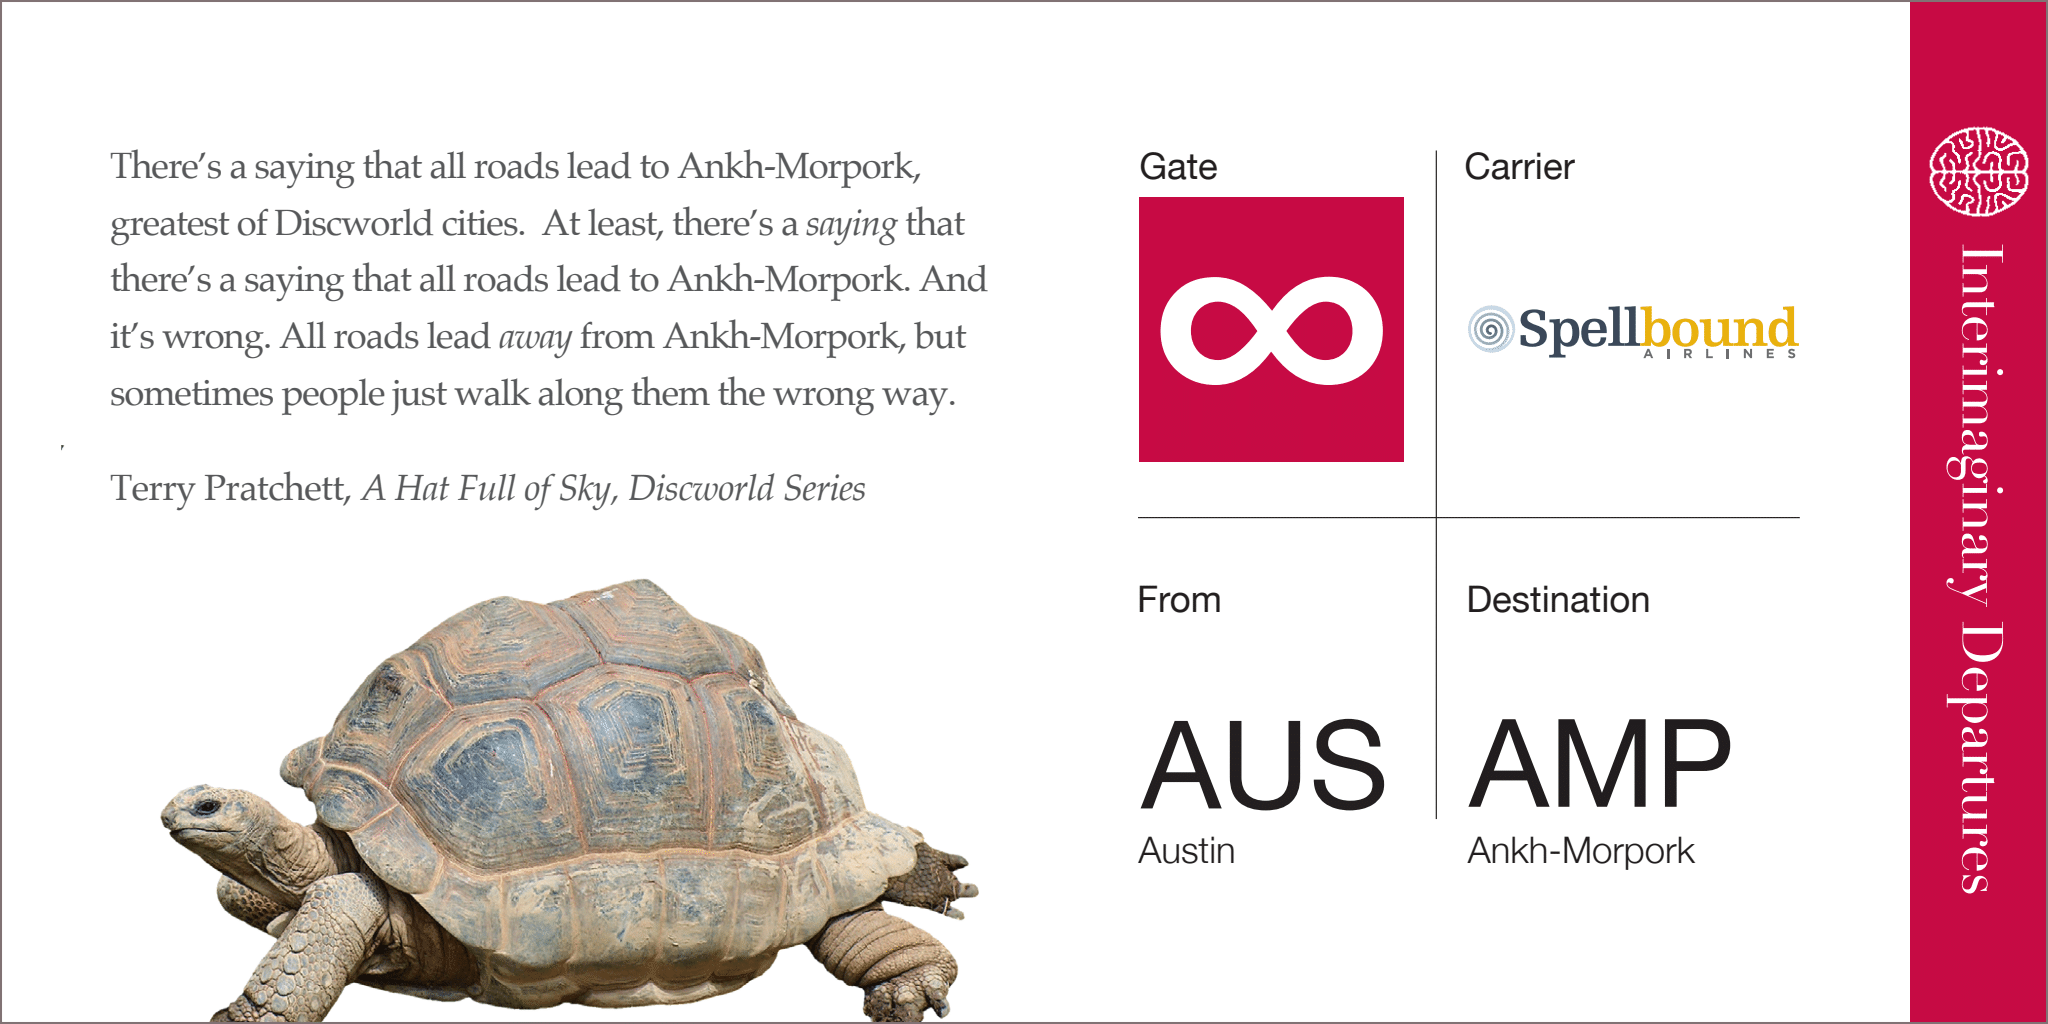 There’s a saying that all roads lead to Ankh-Morpork,
greatest of Discworld cities.  At least, there’s a saying that
there’s a saying that all roads lead to Ankh-Morpork. And
it’s wrong. All roads lead away from Ankh-Morpork, but
sometimes people just walk along them the wrong way.
Terry Pratchett, A Hat Full of Sky, Discworld Series
Gate
Carrier
Spellbound
AIRLINES
From
Destination
AUS
AMP
Austin
Ankh-Morpork
Interimaginary Departures